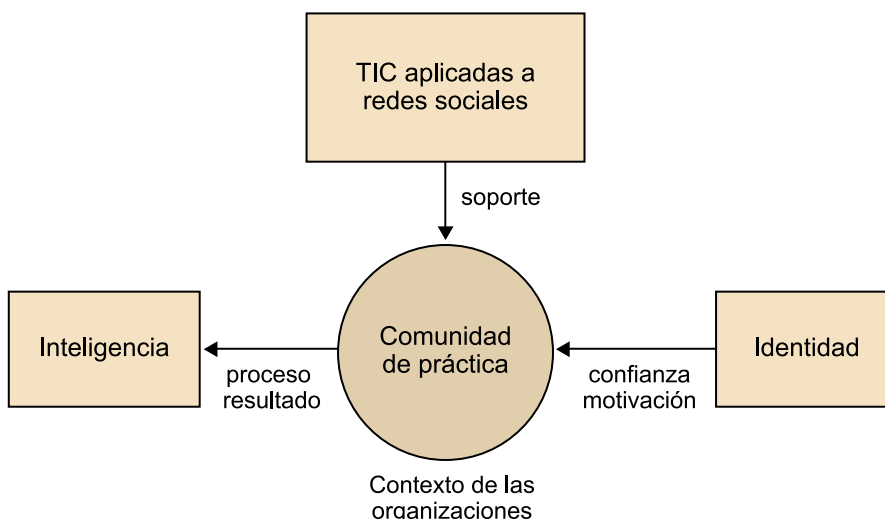 TIC aplicadas a
redes sociales
soporte
Inteligencia
Comunidad
de práctica
Identidad
proceso
resultado
confianza
motivación
Contexto de las
organizaciones